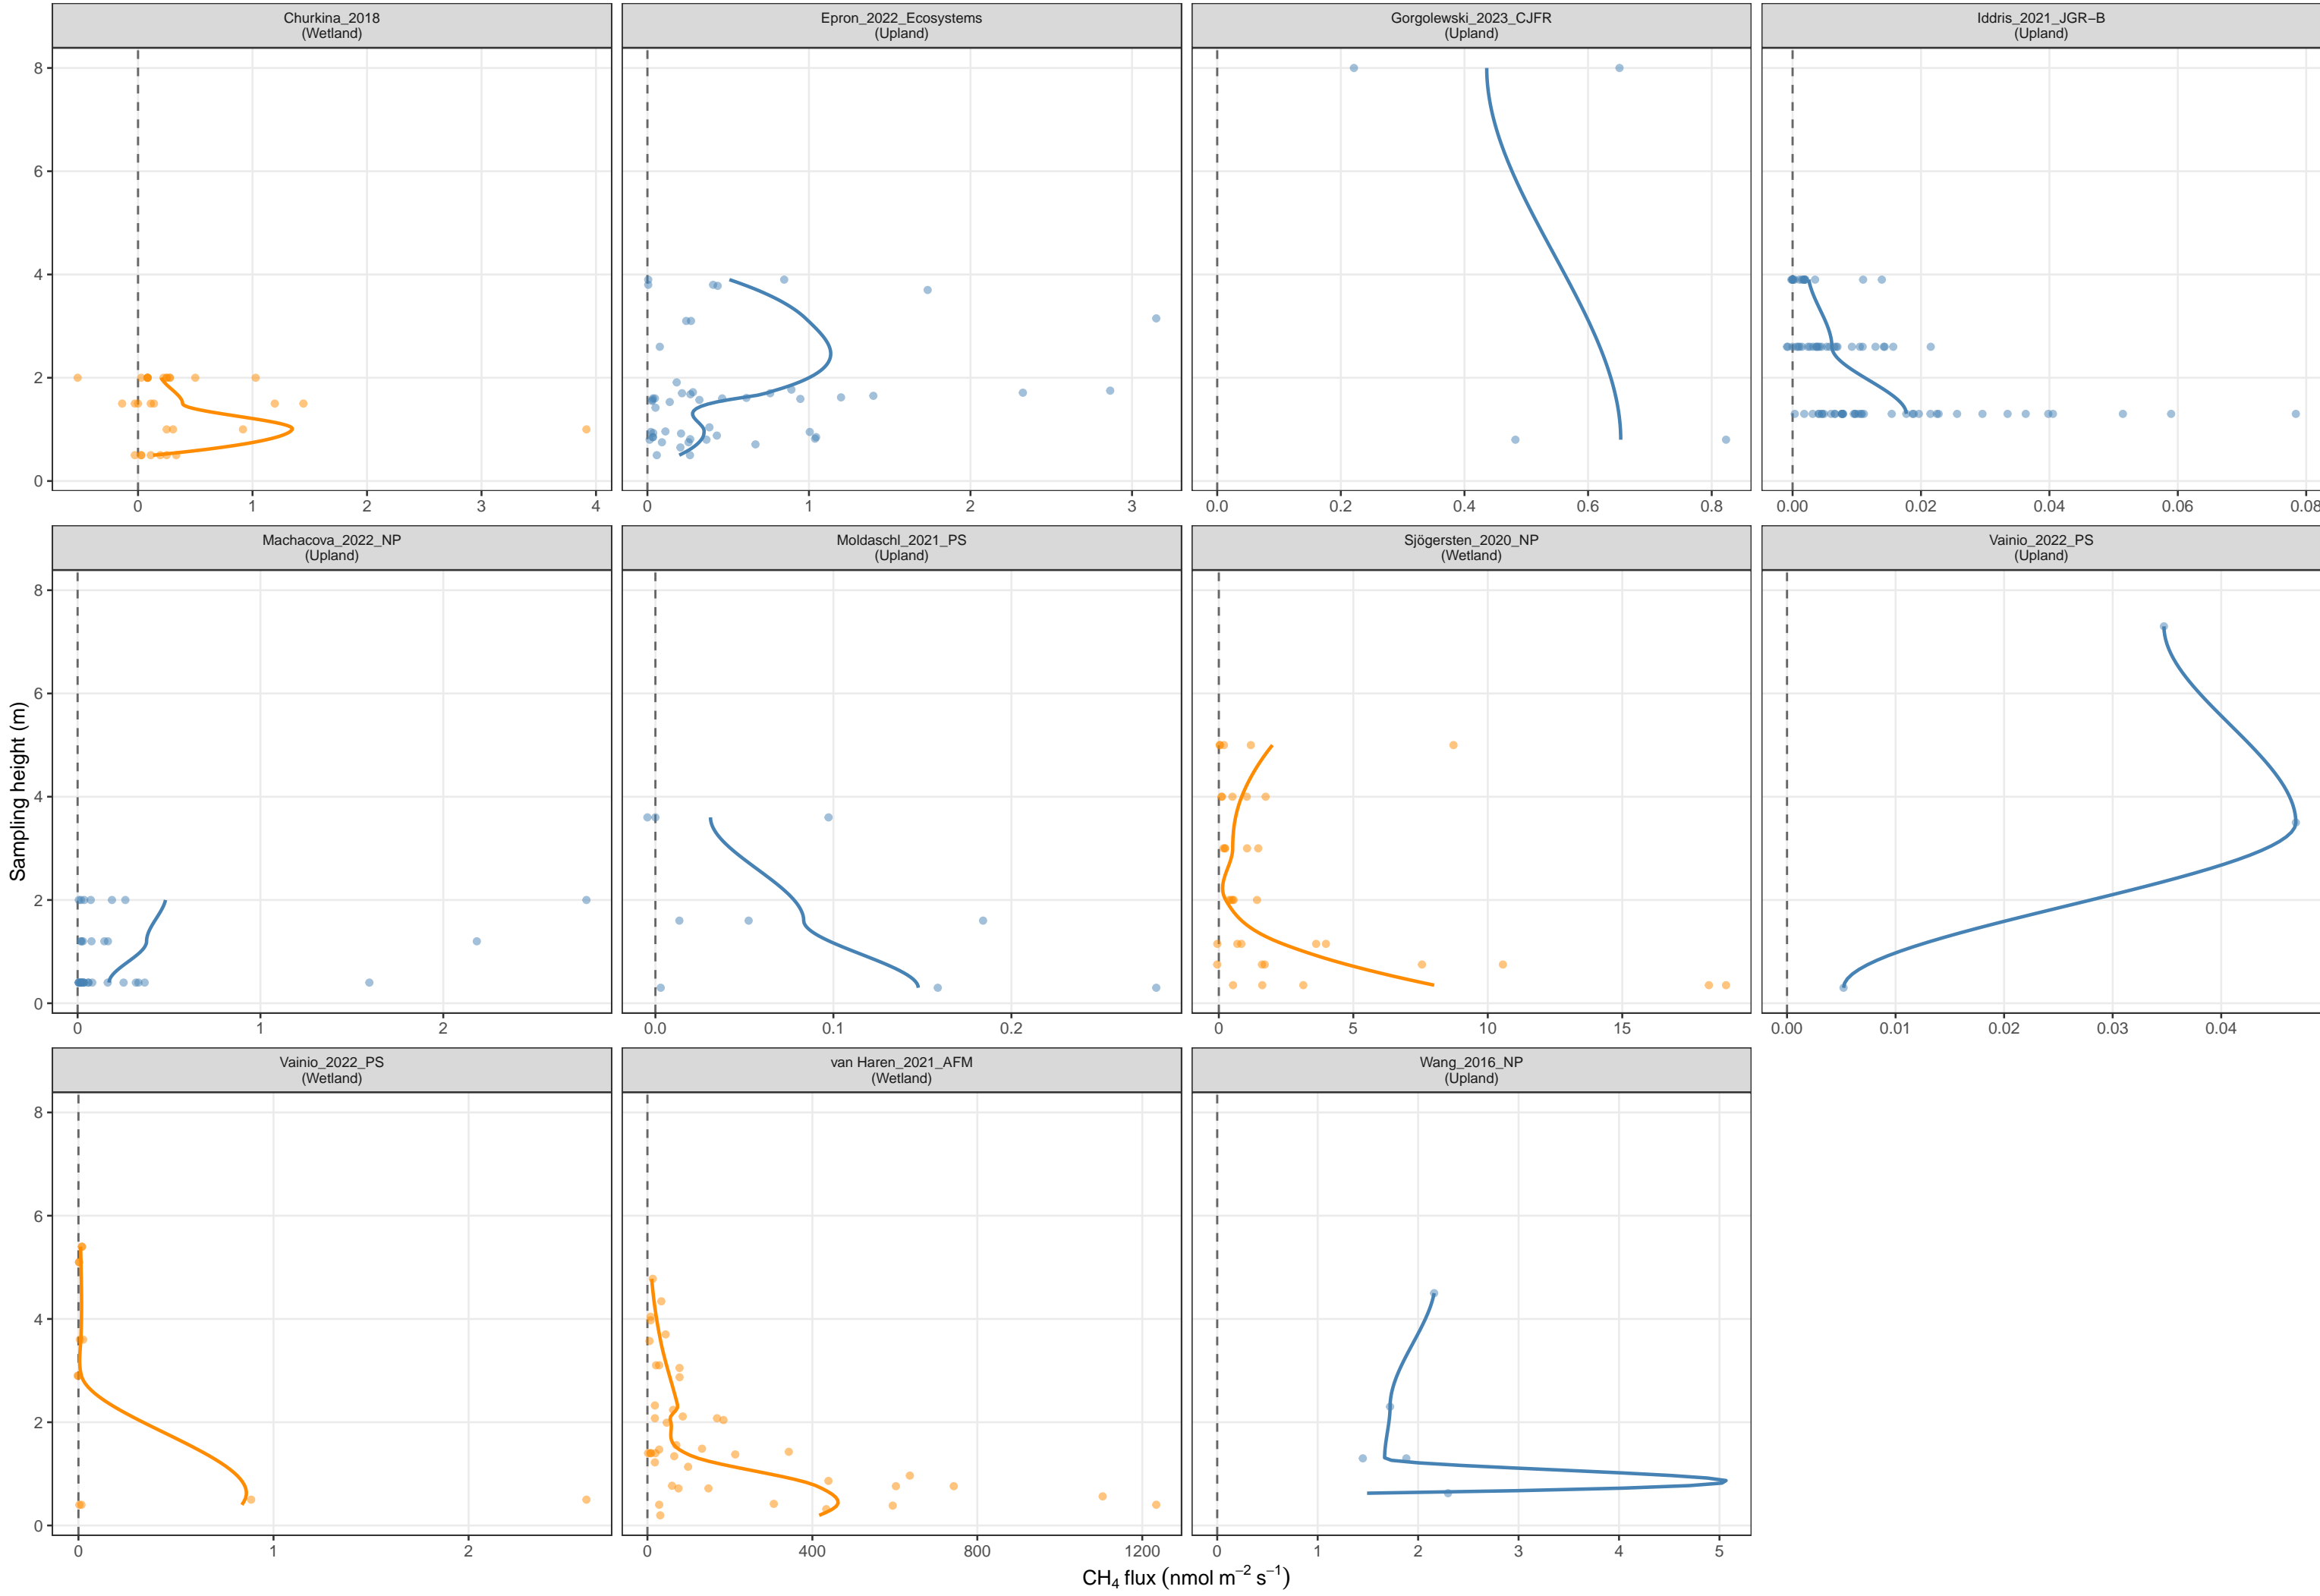 Churkina_2018
(Wetland)
Epron_2022_Ecosystems
(Upland)
Gorgolewski_2023_CJFR
(Upland)
Iddris_2021_JGR−B
(Upland)
8
6
4
2
0
0 1 2 3 4
0 1 2 3
0.0 0.2 0.4 0.6 0.8
0.00 0.02 0.04 0.06 0.08
Machacova_2022_NP
(Upland)
Moldaschl_2021_PS
(Upland)
Sjögersten_2020_NP
(Wetland)
Vainio_2022_PS
(Upland)
Sampling height (m)
8
6
4
2
0
0 1 2
0.0 0.1 0.2
0 5 10 15
0.00 0.01 0.02 0.03 0.04
Vainio_2022_PS
(Wetland)
van Haren_2021_AFM
(Wetland)
Wang_2016_NP
(Upland)
8
6
4
2
0
0 1 2
0 400 800 1200
0 1 2 3 4 5
CH₄ flux (nmol m⁻² s⁻¹)